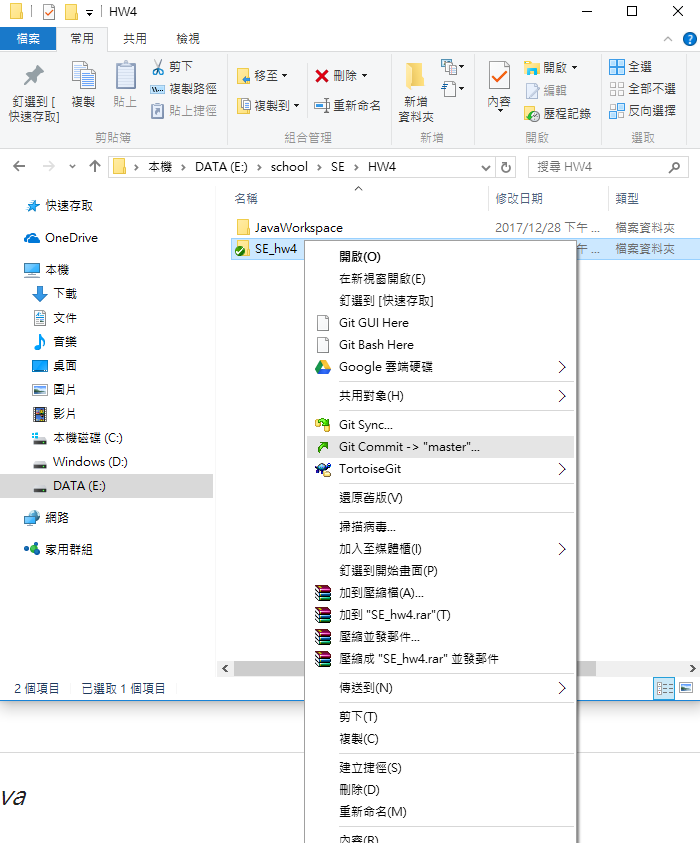 HW4
檔案 常用 共用 檢視
釘選到 [快速存取]
複製
貼上
剪下
複製路徑
貼上捷徑
剪貼簿
移至
複製到
刪除
重新命名
組合管理
新增資料夾
新增
內容
開啟
編輯
歷程記錄
開啟
全選
全部不選
反向選擇
選取
本機 > DATA (E:) > school > SE > HW4
搜尋 HW4
快速存取
OneDrive
本機
下載
文件
音樂
桌面
圖片
影片
本機磁碟 (C:)
Windows (D:)
DATA (E:)
網路
家用群組
名稱 修改日期 類型
JavaWorkspace 2017/12/28 下午 ... 檔案資料夾
SE_hw4 午 ... 檔案資料夾
開啟(O)
在新視窗開啟(E)
釘選到 [快速存取]
Git GUI Here
Git Bash Here
Google 雲端硬碟
共用對象(H)
Git Sync...
Git Commit -> "master"...
TortoiseGit
還原舊版(V)
掃描病毒...
加入至媒體櫃(I)
釘選到開始畫面(P)
加到壓縮檔(A)...
加到 "SE_hw4.rar"(T)
壓縮並發郵件...
壓縮成 "SE_hw4.rar" 並發郵件
傳送到(N)
剪下(T)
複製(C)
建立捷徑(S)
刪除(D)
重新命名(M)
內容(R)
2 個項目 已選取 1 個項目
va